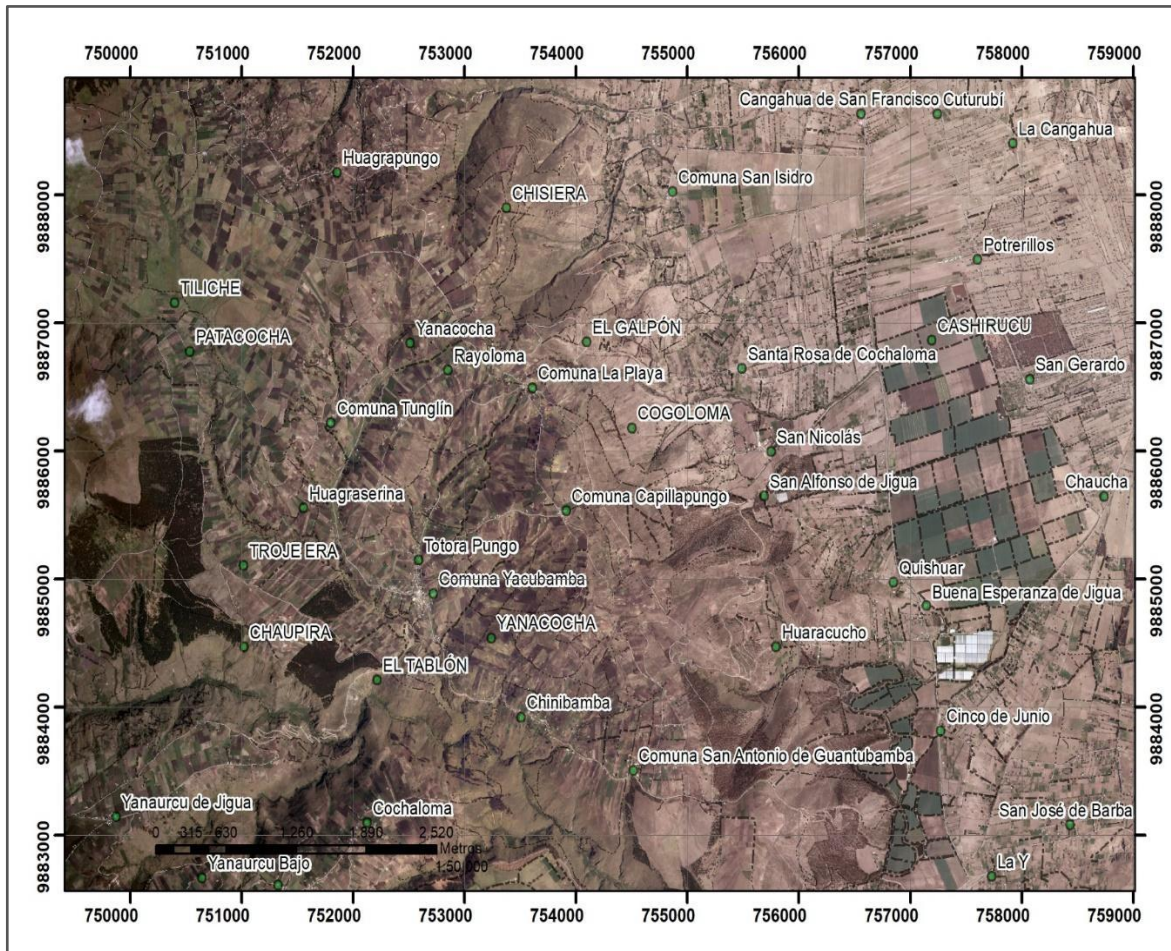 750000 751000 752000 753000 754000 755000 756000 757000 758000 759000
Cangahua de San Francisco Cuturubí
La Cangahua
Huagrapungo
Comuna San Isidro
9888000 CHISIERA 9888000
Potrerillos
TILICHE
9887000 9887000
PATACOCHA Yanacocha EL GALPÓN CASHIRUCU
Rayoloma Santa Rosa de Cochaloma
Comuna La Playa San Gerardo
Comuna Tunglín COGOLOMA
San Nicolás
9886000 9886000
Huagraserina Comuna Capillapungo San Alfonso de Jigua Chaucha
TROJE ERA Totora Pungo
9885000 Comuna Yacubamba Quishuar 9885000
Buena Esperanza de Jigua
CHAUPIRA YANACOCHA Huaracucho
EL TABLÓN
Chinibamba
9884000 9884000
Cinco de Junio
Comuna San Antonio de Guantubamba
Yanaurcu de Jigua Cochaloma San José de Barba
0 315 630 1.260 1.890 2.520
9883000 Metros 9883000
1:50.000
Yanaurcu Bajo La Y
750000 751000 752000 753000 754000 755000 756000 757000 758000 759000